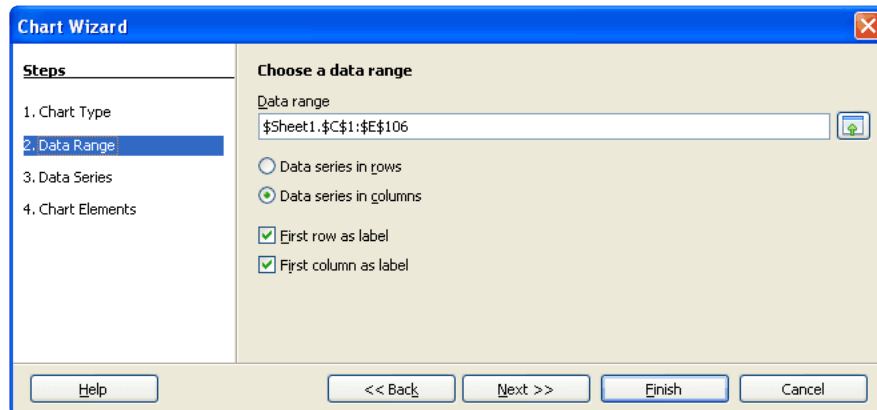 Chart Wizard
Steps
1. Chart Type
2. Data Range
3. Data Series
4. Chart Elements
Choose a data range
Data range
$Sheet1.$C$1:$E$106
Data series in rows
Data series in columns
First row as label
First column as label
Help
<< Back
Next >>
Finish
Cancel